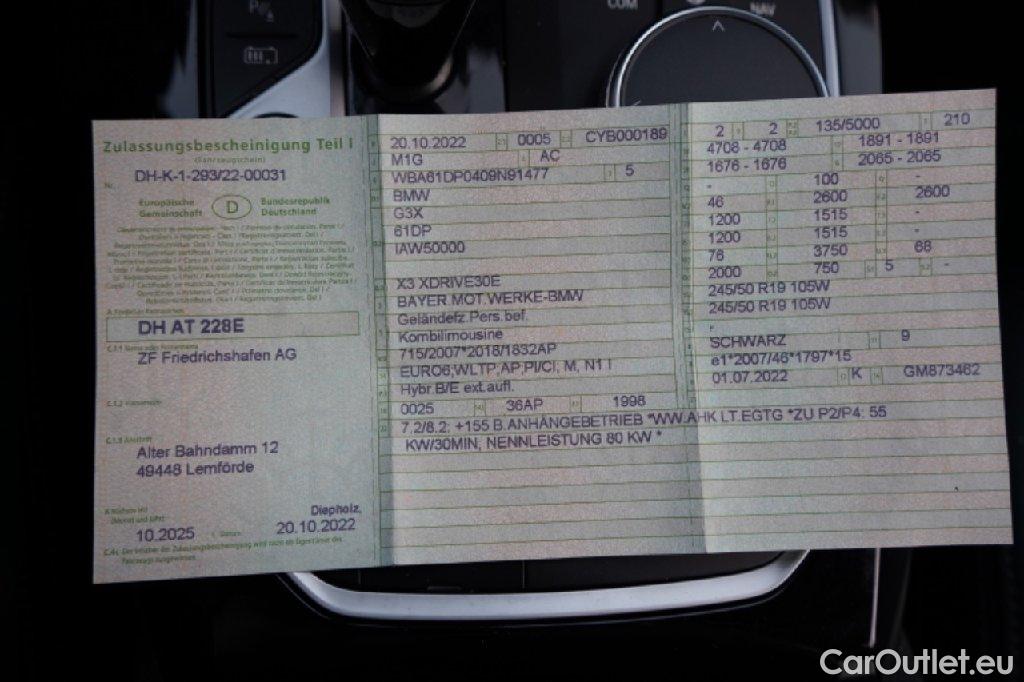 COM
NAV
Zulassungsbescheinigung Teil I
(Fahrzeugschein)
Nr. DH-K-1-293/22-00031
Europäische Gemeinschaft
D
Bundesrepublik Deutschland
DH AT 228E
ZF Friedrichshafen AG
Alter Bahndamm 12
49448 Lemförde
Diepholz,
10.2025 20.10.2022
20.10.2022 0005 CYB000189
M1G AC
WBA61DP0409N91477 5
BMW
G3X
61DP
IAW50000
X3 XDRIVE30E
BAYER.MOT.WERKE-BMW
Geländefz.Pers.bef.
Kombilimousine
715/2007*2018/1832AP
EURO6;WLTP;AP;PI/CI; M, N1 I
Hybr.B/E ext.aufl.
0025 36AP 1998
7.2/8.2: +155 B.ANHÄNGEBETRIEB *WW.AHK LT.EGTG *ZU P2/P4: 55
KW/30MIN; NENNLEISTUNG 80 KW *
2 2 135/5000 210
4708 - 4708 1891 - 1891
1676 - 1676 2065 - 2065
- 100 -
46 2600 2600
1200 1515 -
1200 1515 -
76 3750 68
2000 750 5 -
245/50 R19 105W
245/50 R19 105W
-
SCHWARZ 9
e1*2007/46*1797*15
01.07.2022 K GM873462
CarOutlet.eu